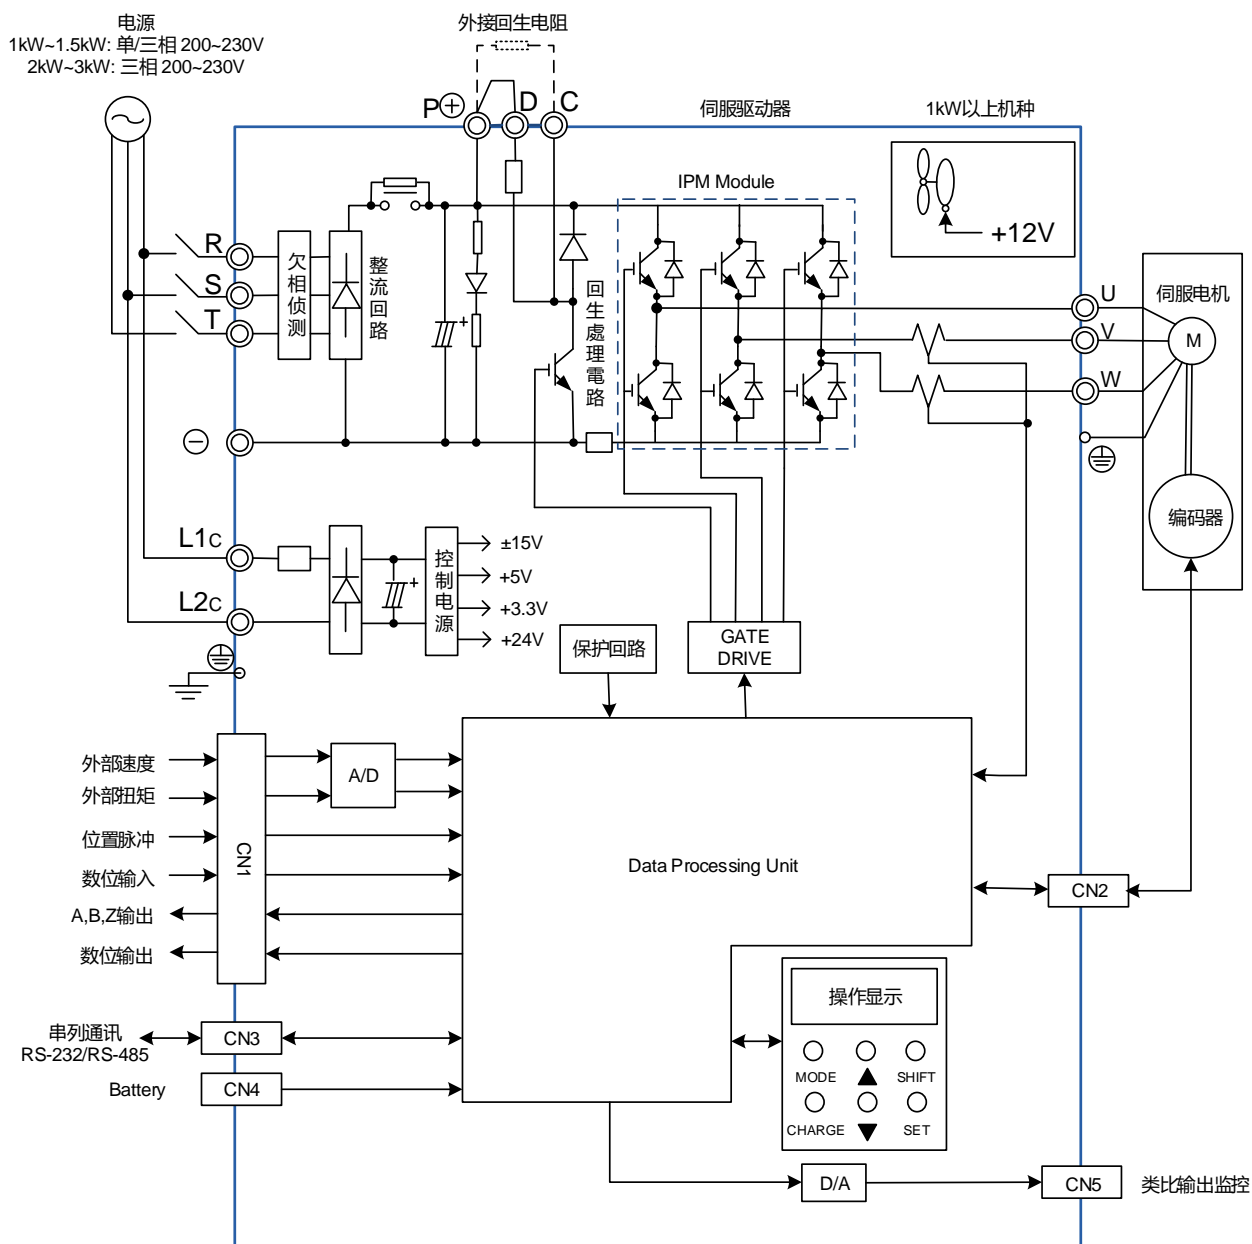 电源
1kW~1.5kW: 单/三相 200~230V
2kW~3kW: 三相 200~230V
外接回生电阻
P
D
C
伺服驱动器
1kW以上机种
IPM Module
+12V
R
S
T
欠相侦测
整流回路
+
回生處理電路
U
V
W
伺服电机
M
编码器
L1C
L2C
+
控制电源
±15V
+5V
+3.3V
+24V
保护回路
GATE
DRIVE
外部速度
外部扭矩
位置脉冲
数位输入
A,B,Z输出
数位输出
CN1
A/D
Data Processing Unit
CN2
操作显示
MODE
SHIFT
CHARGE
SET
串列通讯
RS-232/RS-485
CN3
Battery
CN4
D/A
CN5
类比输出监控